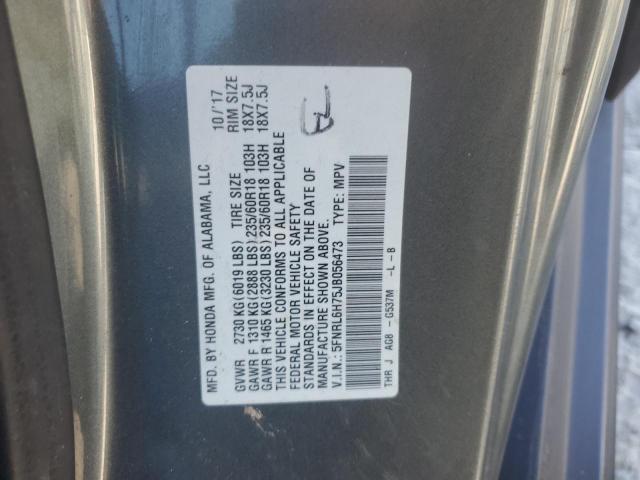 MFD. BY HONDA MFG. OF ALABAMA, LLC 10/'17
GVWR 2730 KG(6019 LBS) TIRE SIZE RIM SIZE
GAWR F 1310 KG(2888 LBS)235/60R18 103H 18X7.5J
GAWR R 1465 KG(3230 LBS)235/60R18 103H 18X7.5J
THIS VEHICLE CONFORMS TO ALL APPLICABLE
FEDERAL MOTOR VEHICLE SAFETY
STANDARDS IN EFFECT ON THE DATE OF
MANUFACTURE SHOWN ABOVE.
V.I.N.: 5FNRL6H75JB056473 TYPE: MPV
THR J AG8 - G537M -L -B